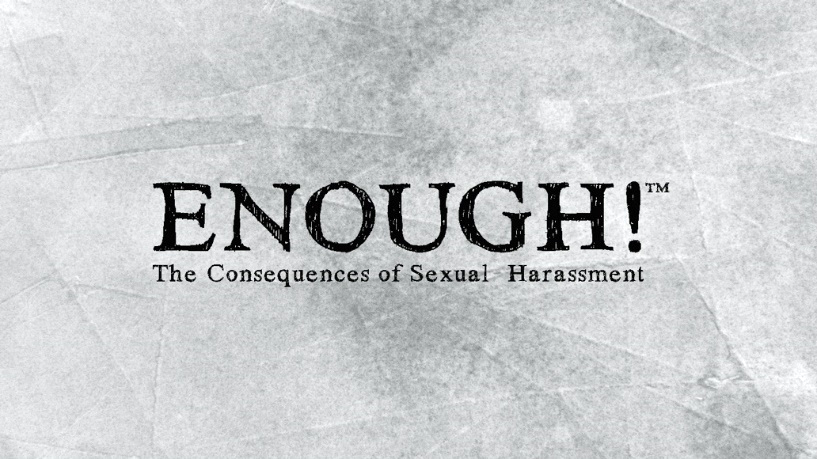 ENOUGH!™
The Consequences of Sexual Harassment